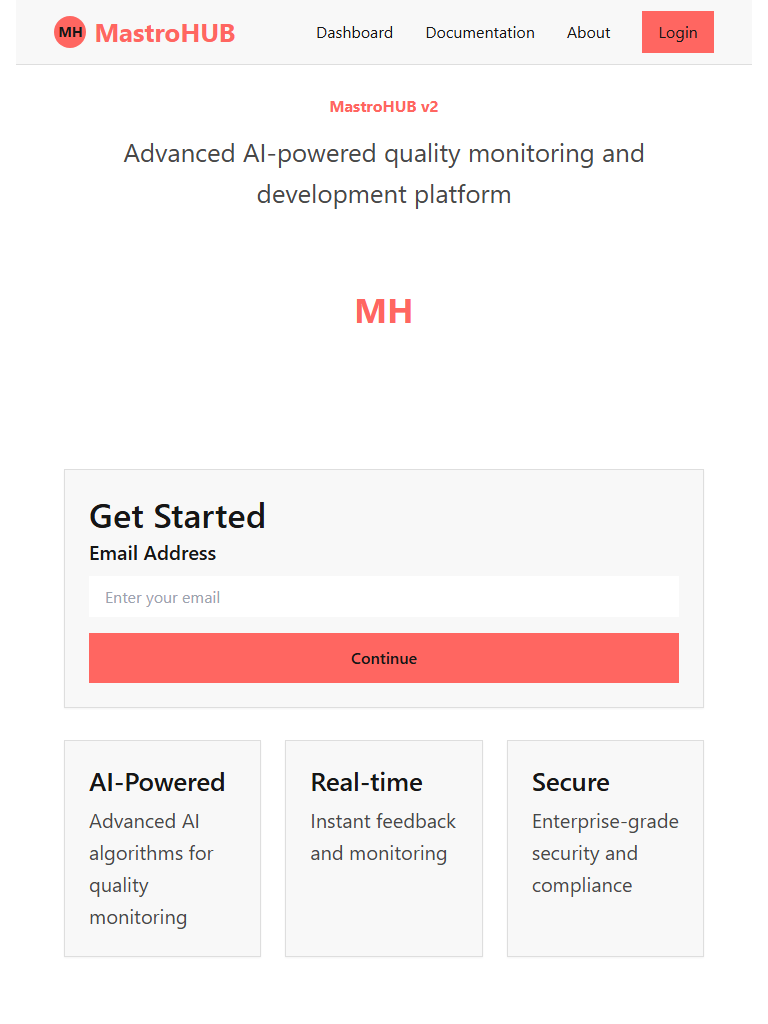 MH MastroHUB Dashboard Documentation About Login
MastroHUB v2
Advanced AI-powered quality monitoring and
development platform
MH
Get Started
Email Address
Enter your email
Continue
AI-Powered
Advanced AI
algorithms for
quality
monitoring
Real-time
Instant feedback
and monitoring
Secure
Enterprise-grade
security and
compliance